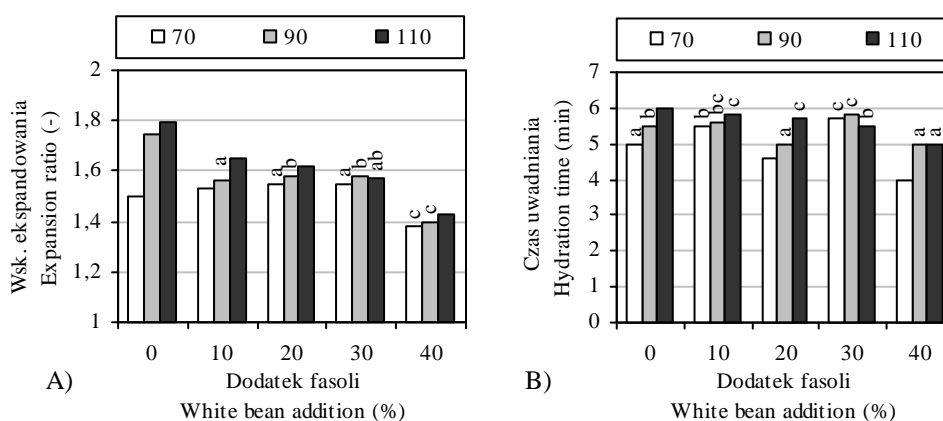 70 90 110
2
1,8
1,6
1,4
1,2
1
Wsk. ekspandowania
Expansion ratio (-)
a
a b
a b ab
c c
0 10 20 30 40
Dodatek fasoli
White bean addition (%)
A)
70 90 110
7
6
5
4
3
2
1
0
Czas uwadniania
Hydration time (min)
a b
b bc c
a c
c c b
a a
0 10 20 30 40
Dodatek fasoli
White bean addition (%)
B)